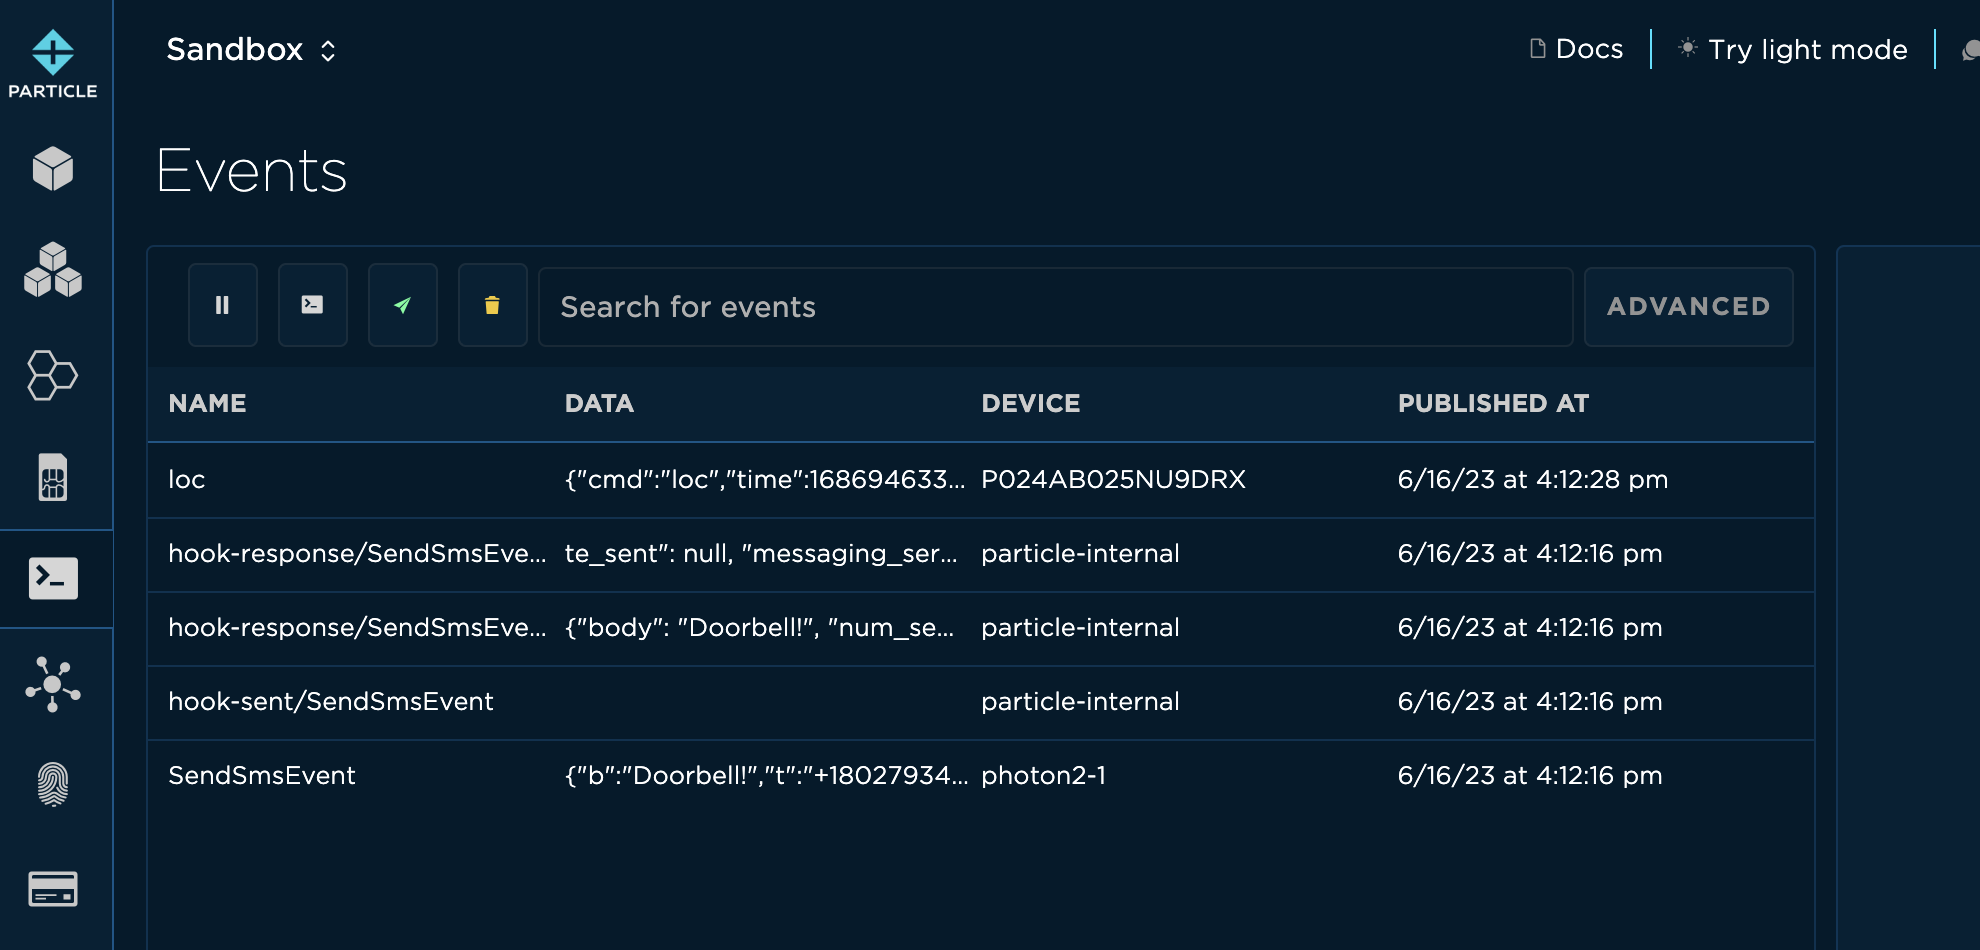 PARTICLE
Sandbox
Docs
Try light mode
Events
Search for events
ADVANCED
NAME DATA DEVICE PUBLISHED AT
loc {"cmd":"loc","time":168694633... P024AB025NU9DRX 6/16/23 at 4:12:28 pm
hook-response/SendSmsEve... te_sent": null, "messaging_ser... particle-internal 6/16/23 at 4:12:16 pm
hook-response/SendSmsEve... {"body": "Doorbell!", "num_se... particle-internal 6/16/23 at 4:12:16 pm
hook-sent/SendSmsEvent particle-internal 6/16/23 at 4:12:16 pm
SendSmsEvent {"b":"Doorbell!","t":"+18027934... photon2-1 6/16/23 at 4:12:16 pm